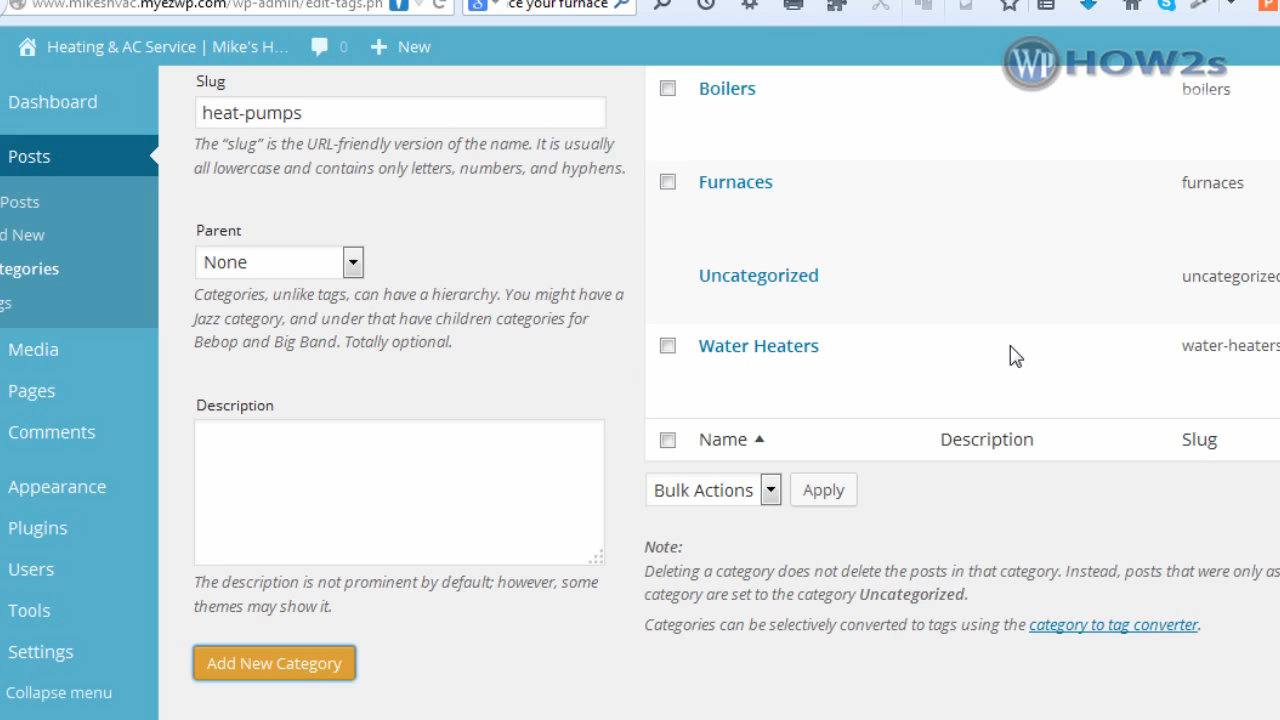 www.mikeshvac.myezwp.com/wp-admin/edit-tags.ph
ce your furnace
Heating & AC Service | Mike's H...
0
New
WP HOW2s
Dashboard
Posts
Posts
d New
tegories
gs
Media
Pages
Comments
Appearance
Plugins
Users
Tools
Settings
Collapse menu
Slug
heat-pumps
The “slug” is the URL-friendly version of the name. It is usually
all lowercase and contains only letters, numbers, and hyphens.
Parent
None
Categories, unlike tags, can have a hierarchy. You might have a
Jazz category, and under that have children categories for
Bebop and Big Band. Totally optional.
Description
The description is not prominent by default; however, some
themes may show it.
Add New Category
Boilers boilers
Furnaces furnaces
Uncategorized uncategorized
Water Heaters water-heaters
Name Description Slug
Bulk Actions Apply
Note:
Deleting a category does not delete the posts in that category. Instead, posts that were only as
category are set to the category Uncategorized.
Categories can be selectively converted to tags using the category to tag converter.